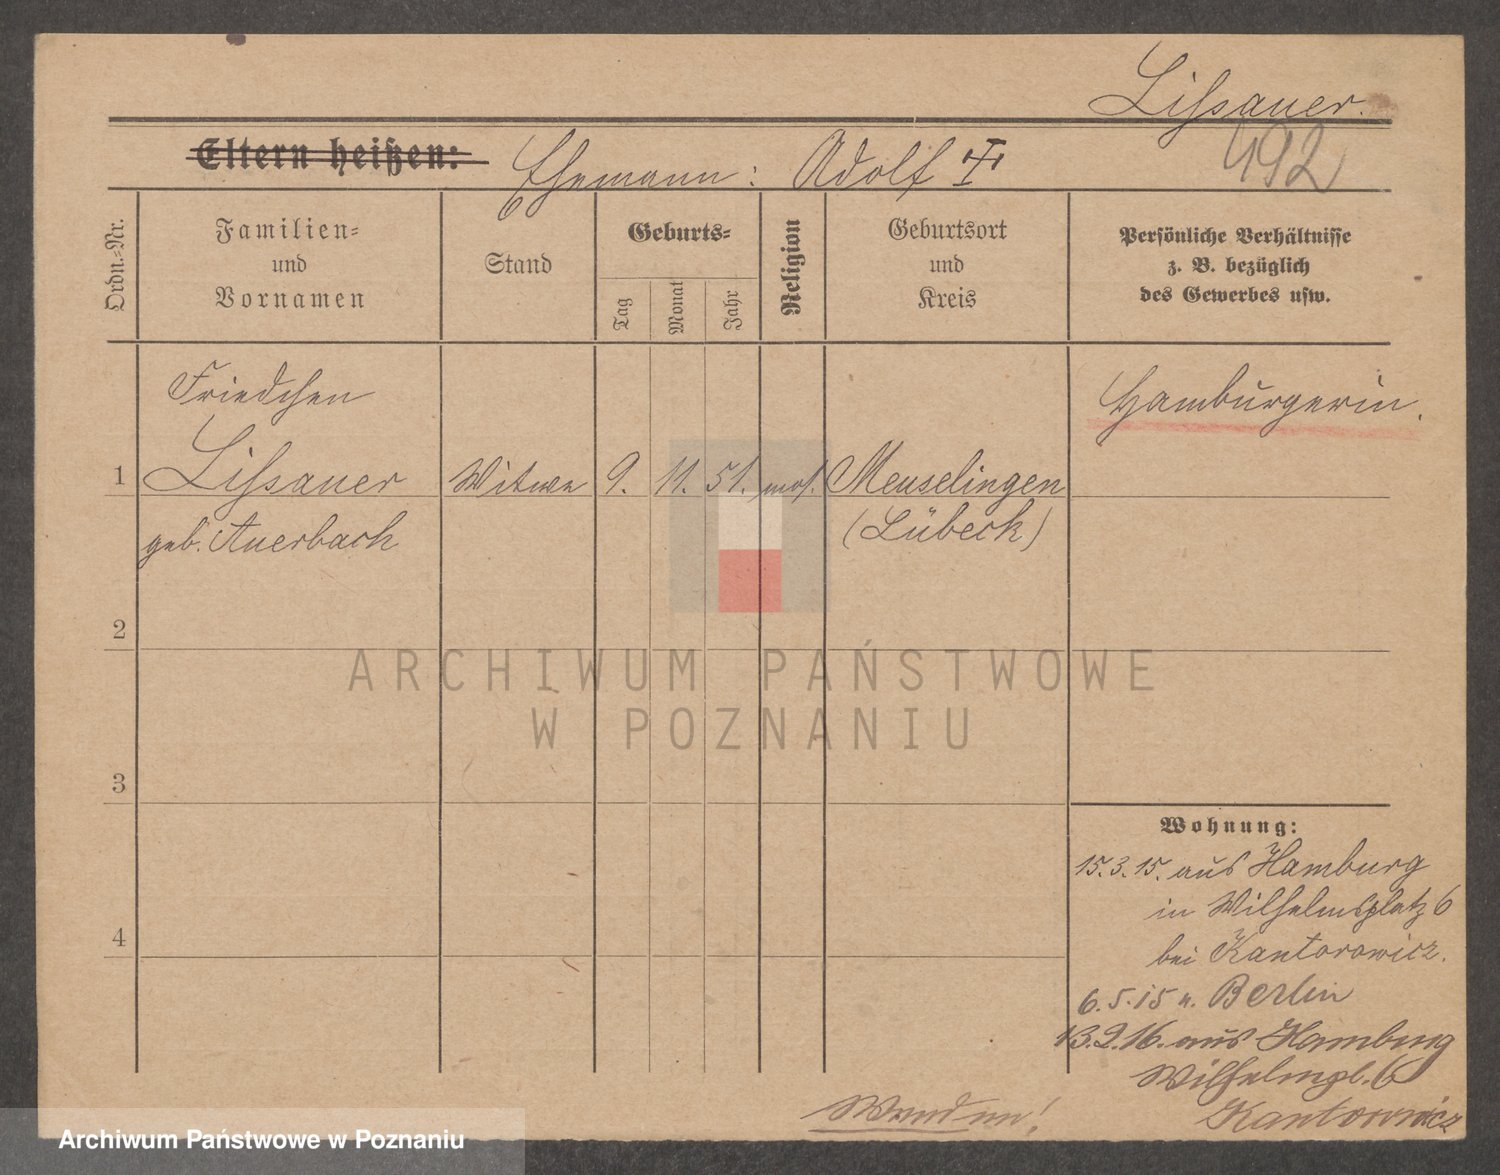 Lissauer.
492
Eltern heißen: Ehemann: Adolf †
Ordn.-Nr.
Familien-
und
Vornamen
Stand
Geburts-
Tag
Monat
Jahr
Religion
Geburtsort
und
Kreis
Persönliche Verhältnisse
z. B. bezüglich
des Gewerbes usw.
Friedchen
Hamburgerin.
1 Lissauer Witwe 9. 11. 51. mos. Meuselingen
geb. Auerbach (Lübeck)
2
ARCHIWUM PAŃSTWOWE
W POZNANIU
3
Wohnung:
15.3.15. aus Hamburg
in Wilhelmsplatz 6
4
bei Kantorowicz.
6.5.15 n. Berlin
13.2.16. aus Hamburg
Wilhelmpl. 6
Kantorowicz
Wenden!
Archiwum Państwowe w Poznaniu